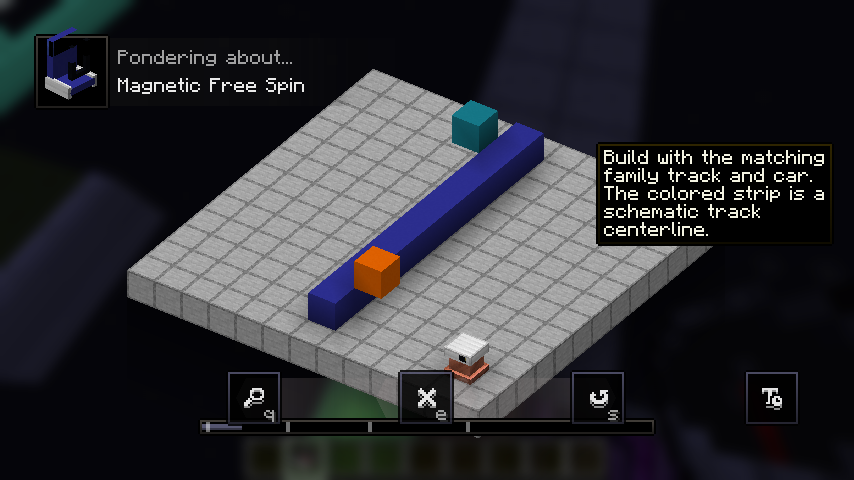 Pondering about...
Magnetic Free Spin
Build with the matching
family track and car.
The colored strip is a
schematic track
centerline.
q
e
s
T